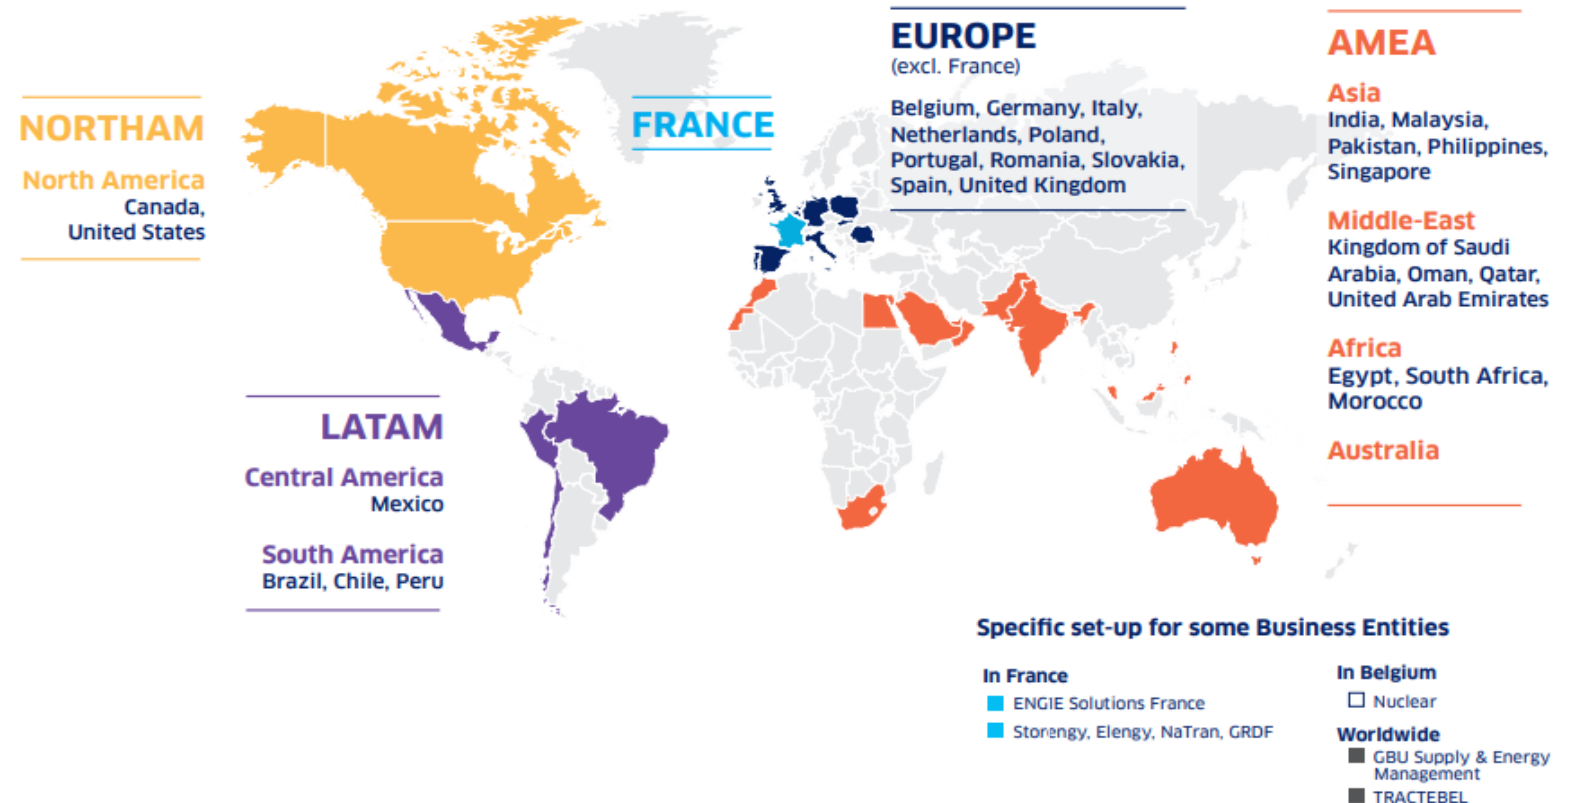 NORTHAM
North America
Canada,
United States
LATAM
Central America
Mexico
South America
Brazil, Chile, Peru
FRANCE
EUROPE
(excl. France)
Belgium, Germany, Italy,
Netherlands, Poland,
Portugal, Romania, Slovakia,
Spain, United Kingdom
AMEA
Asia
India, Malaysia,
Pakistan, Philippines,
Singapore
Middle-East
Kingdom of Saudi
Arabia, Oman, Qatar,
United Arab Emirates
Africa
Egypt, South Africa,
Morocco
Australia
Specific set-up for some Business Entities
In France
ENGIE Solutions France
Storengy, Elengy, NaTran, GRDF
In Belgium
Nuclear
Worldwide
GBU Supply & Energy
Management
TRACTEBEL